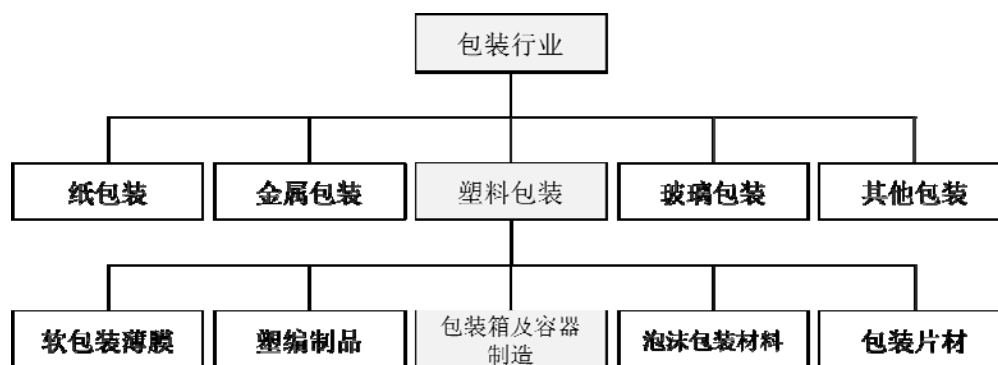 包装行业
纸包装
金属包装
塑料包装
玻璃包装
其他包装
软包装薄膜
塑编制品
包装箱及容器
制造
泡沫包装材料
包装片材